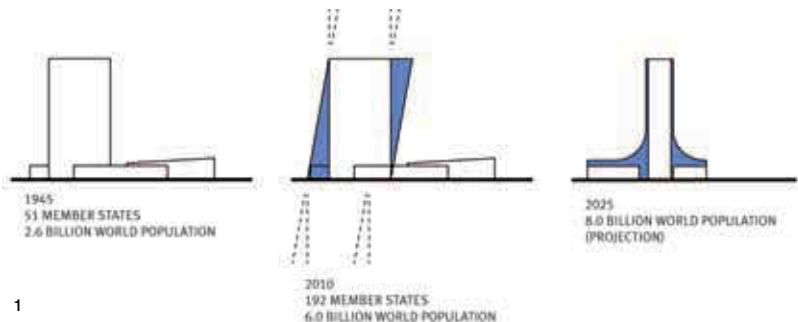 1945
51 MEMBER STATES
2.6 BILLION WORLD POPULATION
2010
192 MEMBER STATES
6.0 BILLION WORLD POPULATION
2025
8.0 BILLION WORLD POPULATION
(PROJECTION)
1